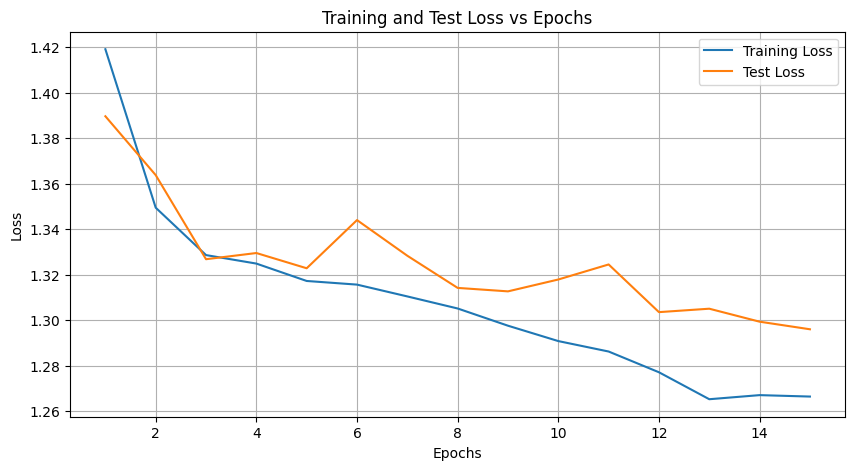 Training and Test Loss vs Epochs
Training Loss
Test Loss
Loss
1.42
1.40
1.38
1.36
1.34
1.32
1.30
1.28
1.26
2 4 6 8 10 12 14
Epochs